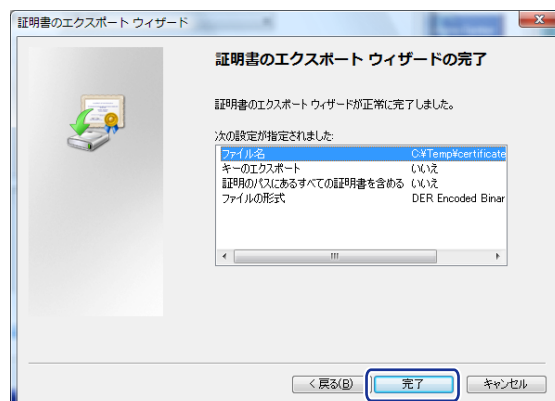 証明書のエクスポート ウィザード
証明書のエクスポート ウィザードの完了
証明書のエクスポート ウィザードが正常に完了しました。
次の設定が指定されました:
ファイル名 C:¥Temp¥certificate
キーのエクスポート いいえ
証明のパスにあるすべての証明書を含める いいえ
ファイルの形式 DER Encoded Binar
< 戻る(B) 完了 キャンセル